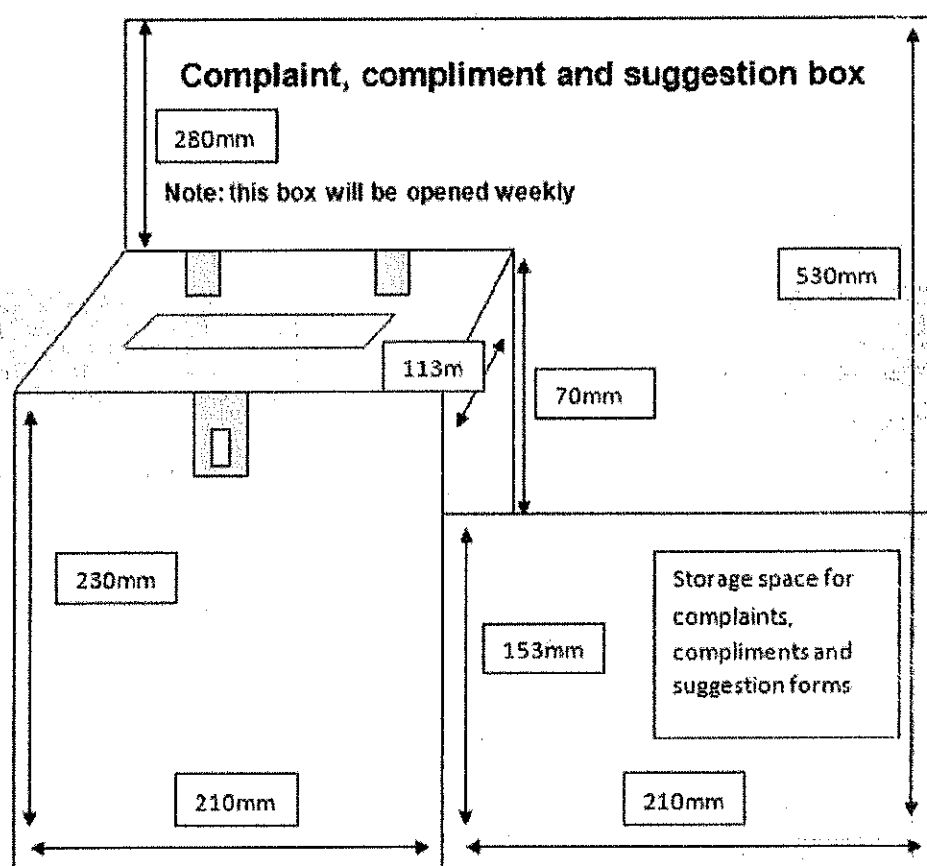 Complaint, compliment and suggestion box
280mm
Note: this box will be opened weekly
530mm
113m
70mm
230mm
153mm
Storage space for
complaints,
compliments and
suggestion forms
210mm
210mm